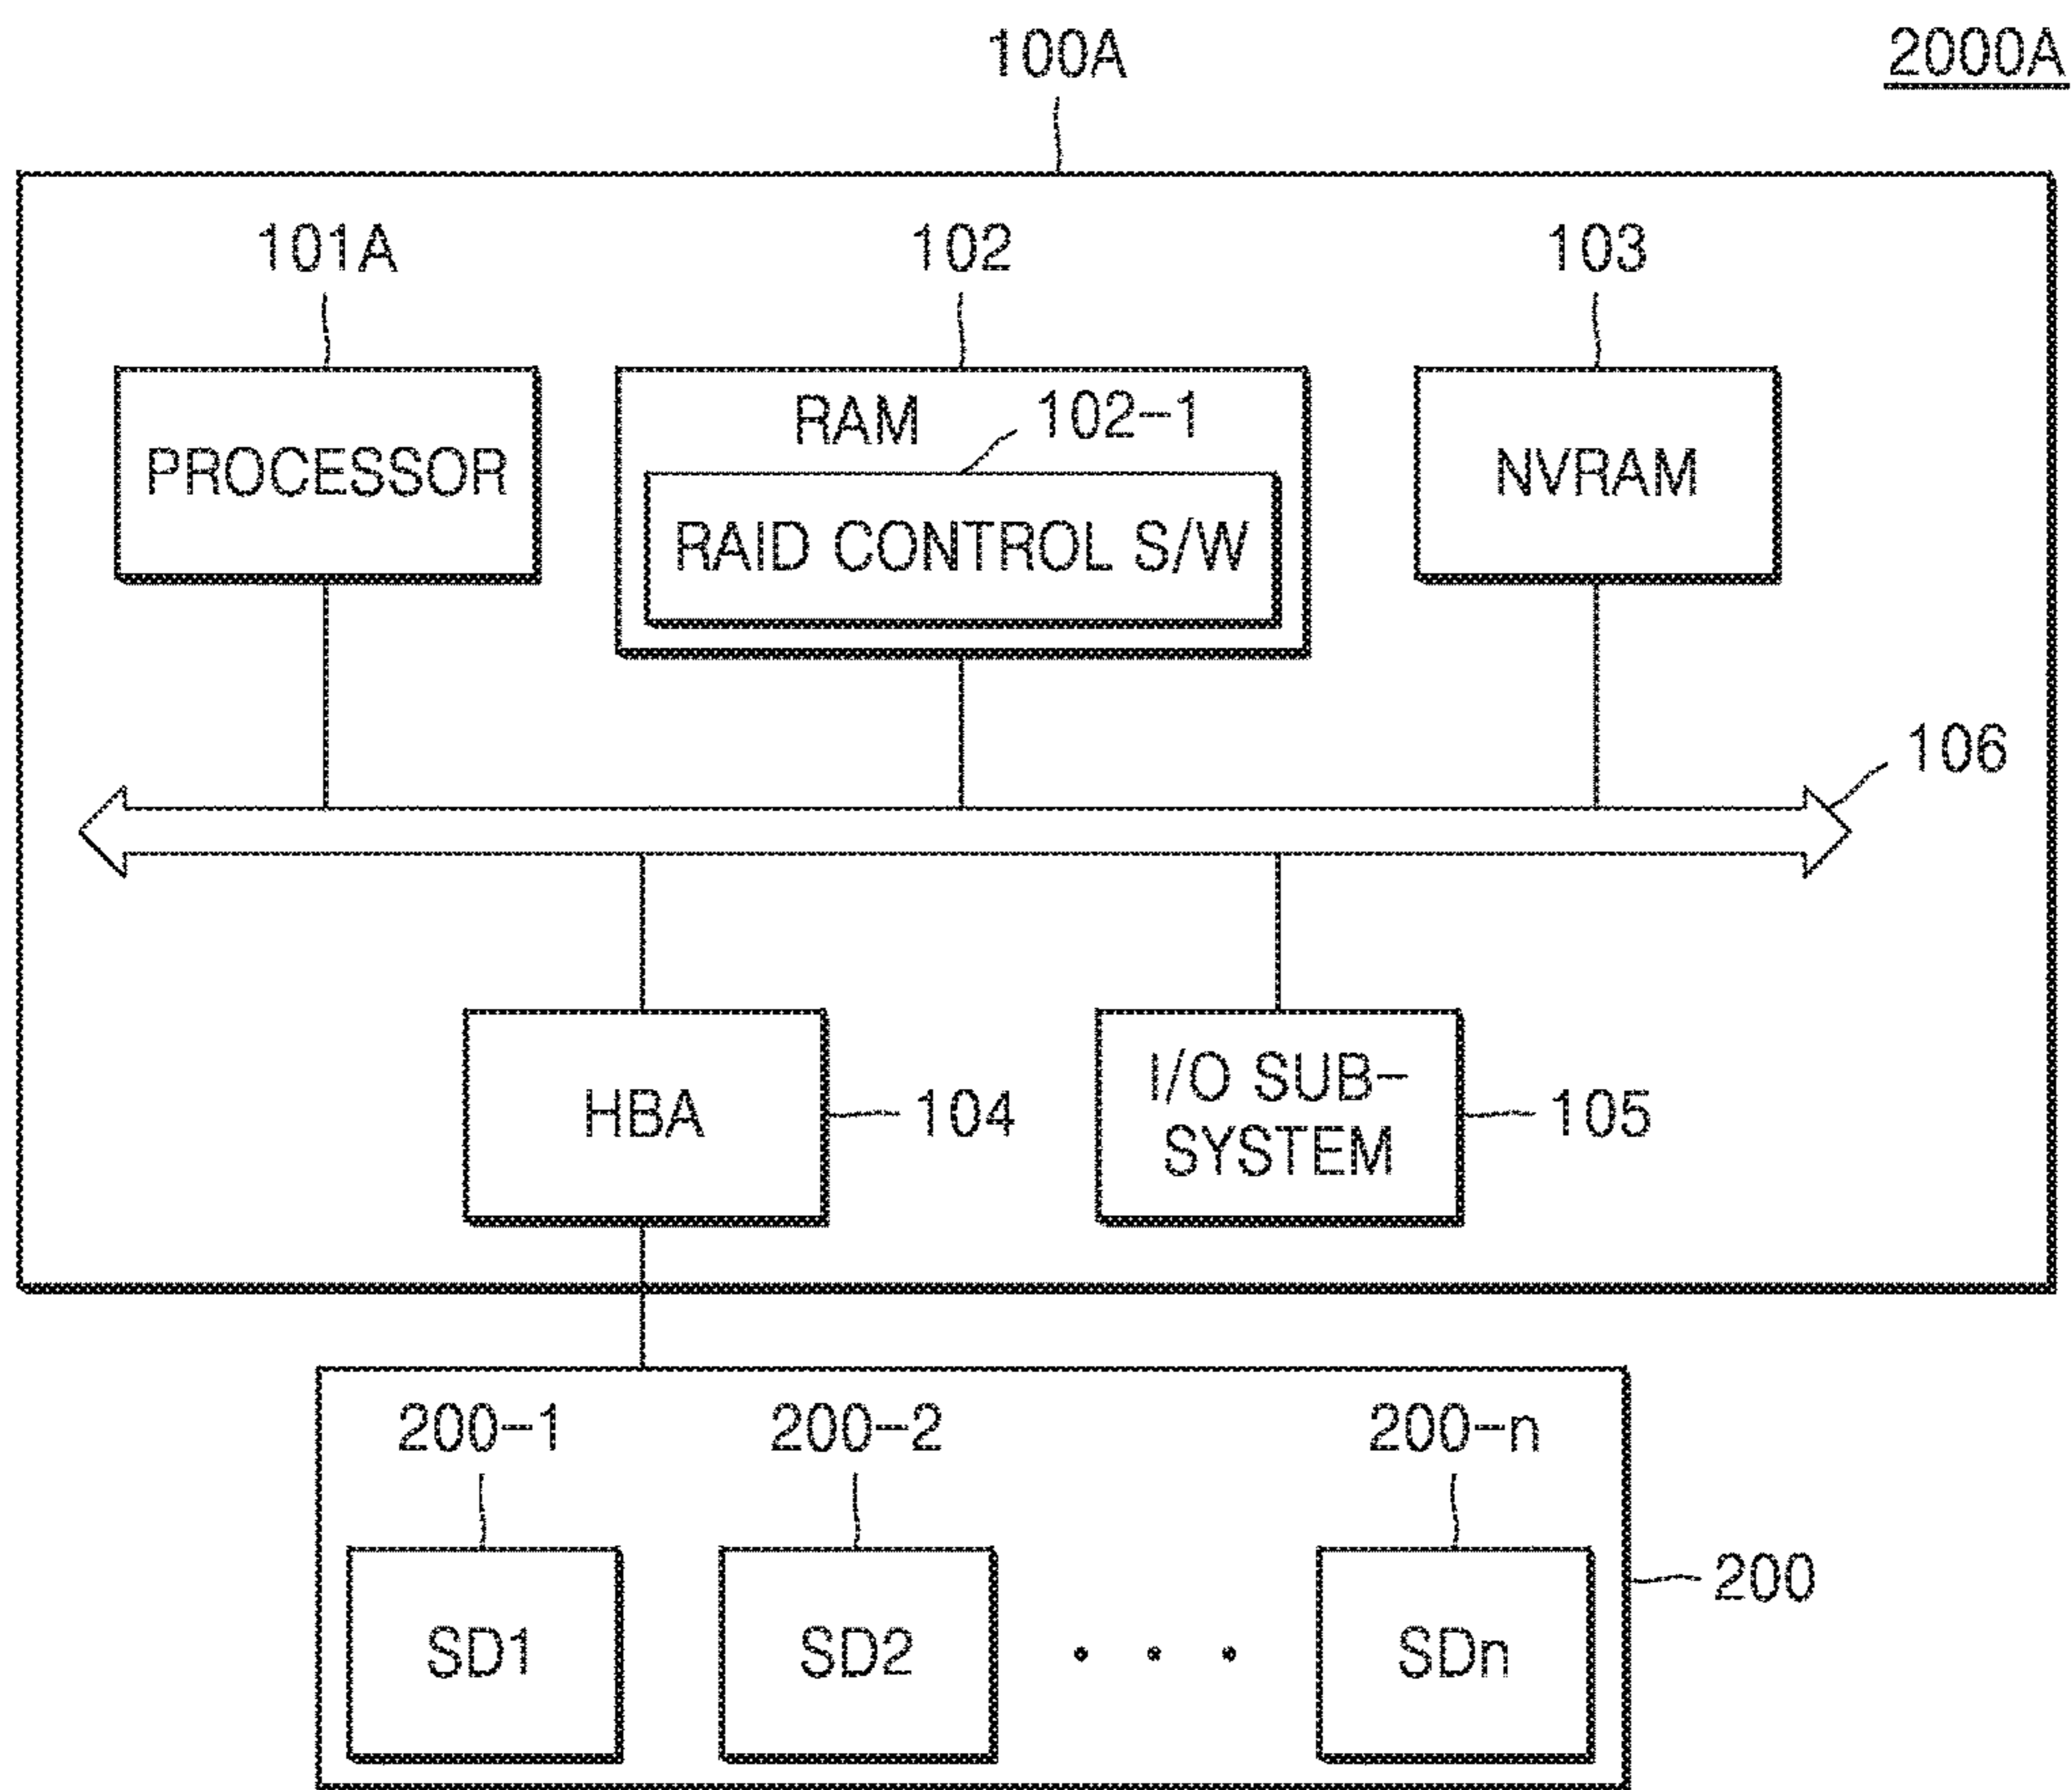 100A
2000A
101A
102
103
PROCESSOR
RAM
102-1
RAID CONTROL S/W
NVRAM
106
HBA
104
I/O SUB-
SYSTEM
105
200-1
200-2
200-n
SD1
SD2
. . .
SDn
200